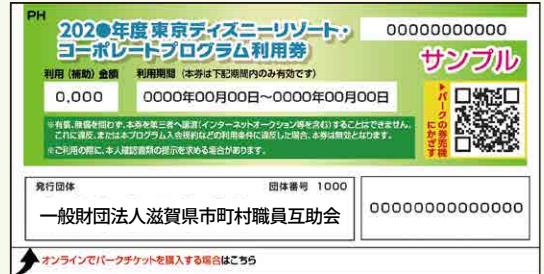 PH
202●年度 東京ディズニーリゾート・
コーポレートプログラム利用券
00000000000
サンプル
利用(補助)金額
利用期間 (本券は下記期間内のみ有効です)
0,000
0000年00月00日~0000年00月00日
▶パークの券売機
にかざす
※有償、無償を問わず、本券を第三者へ譲渡(インターネットオークション等を含む)することはできません。
これに違反、または本プログラム入会規約などの利用条件に違反した場合、本券は無効となります。
※ご利用の際に、本人確認書類の提示を求める場合があります。
発行団体
団体番号 1000
一般財団法人滋賀県市町村職員互助会
00000000000000
オンラインでパークチケットを購入する場合はこちら